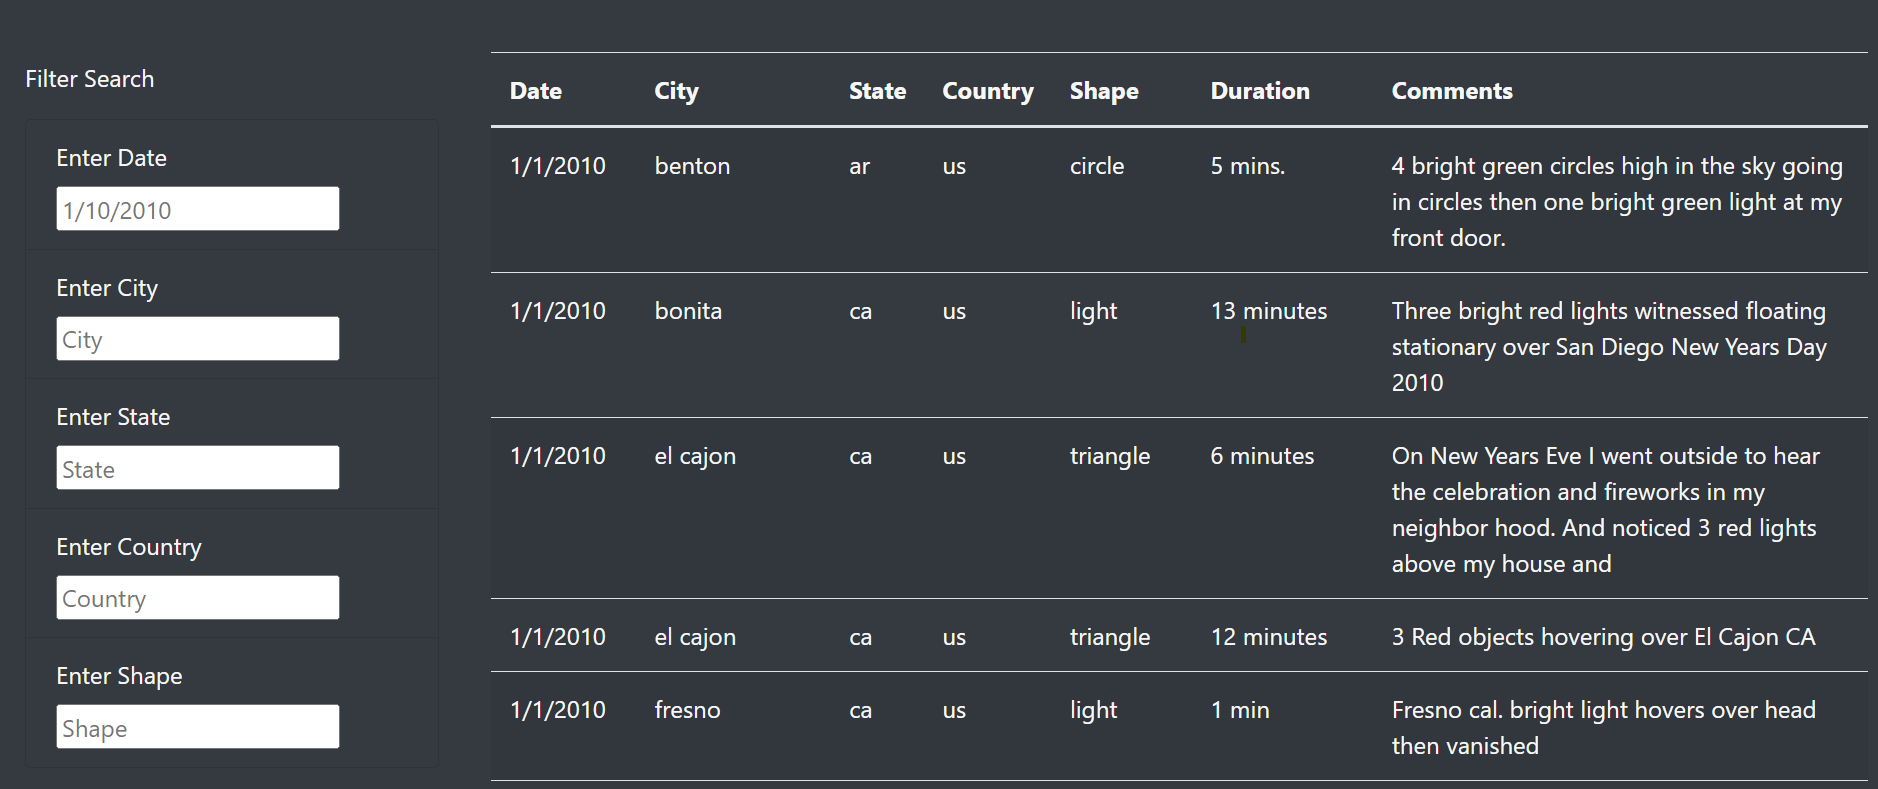 Filter Search
Enter Date
1/10/2010
Enter City
City
Enter State
State
Enter Country
Country
Enter Shape
Shape
Date City State Country Shape Duration Comments
1/1/2010 benton ar us circle 5 mins. 4 bright green circles high in the sky going
in circles then one bright green light at my
front door.
1/1/2010 bonita ca us light 13 minutes Three bright red lights witnessed floating
stationary over San Diego New Years Day
2010
1/1/2010 el cajon ca us triangle 6 minutes On New Years Eve I went outside to hear
the celebration and fireworks in my
neighbor hood. And noticed 3 red lights
above my house and
1/1/2010 el cajon ca us triangle 12 minutes 3 Red objects hovering over El Cajon CA
1/1/2010 fresno ca us light 1 min Fresno cal. bright light hovers over head
then vanished